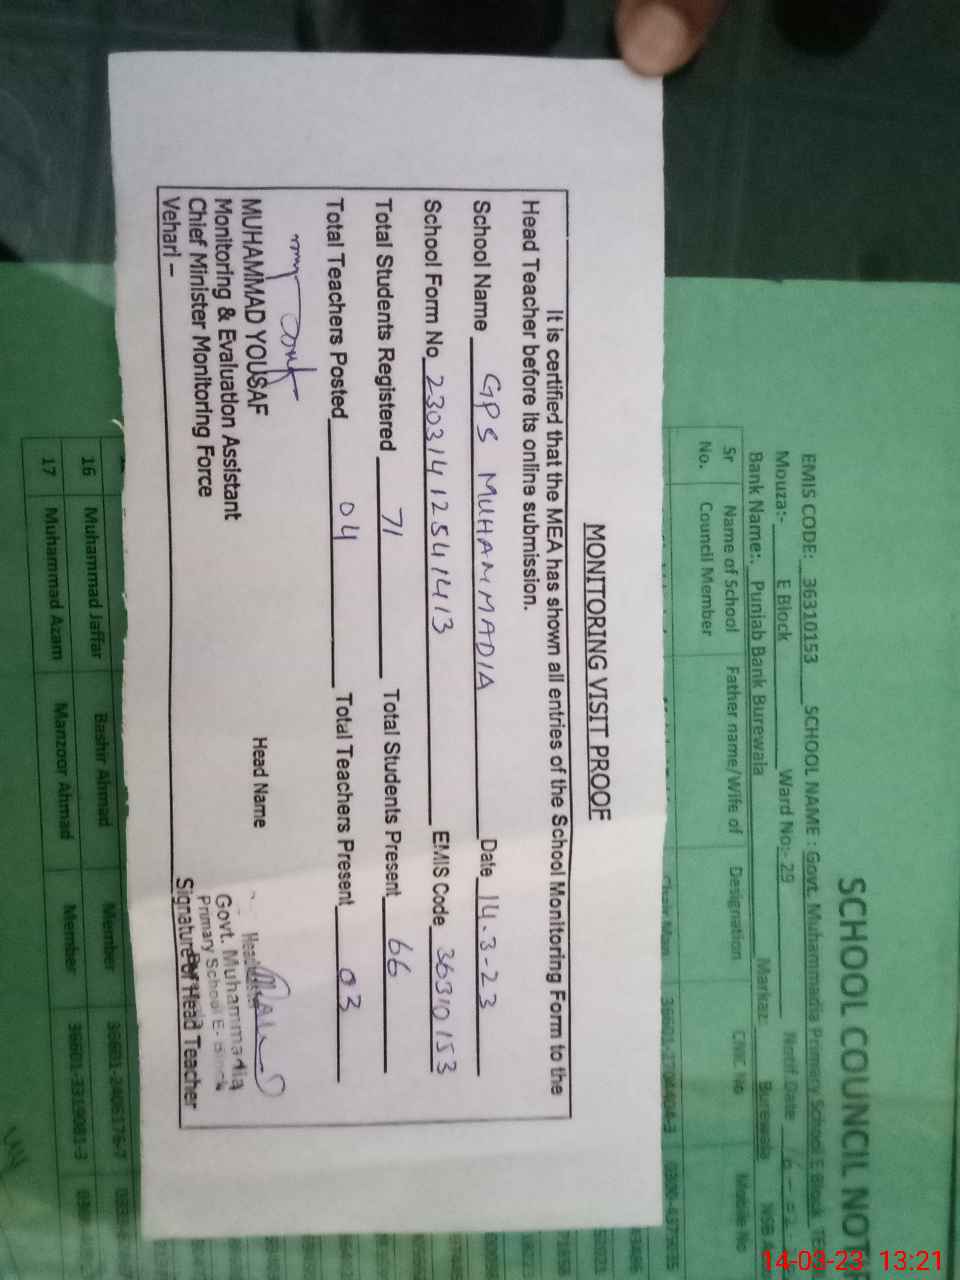 MONITORING VISIT PROOF
It is certified that the MEA has shown all entries of the School Monitoring Form to the
Head Teacher before its online submission.
School Name GPS MUHAMMADIA Date 14-3-23
School Form No 23031412541413 EMIS Code 36310153
Total Students Registered 71 Total Students Present 66
Total Teachers Posted 04 Total Teachers Present 03
MUHAMMAD YOUSAF
Monitoring & Evaluation Assistant
Chief Minister Monitoring Force
Vehari –
Head Name
Govt. Muhammadia
Primary School E- Block
Signature of Head Teacher
SCHOOL COUNCIL NOT
EMIS CODE: 36310153 SCHOOL NAME : Govt. Muhammadia Primary School E Block
Mouza:- E Block Ward No:- 29 Notif Date
Bank Name:. Punjab Bank Burewala Markaz: Burewala NSB
Sr No. Name of School Council Member Father name/Wife of Designation CNIC No Mobile No
16 Muhammad Jaffar Bashir Ahmad Member
17 Muhammad Azam Manzoor Ahmad Member
14-03-23 13:21